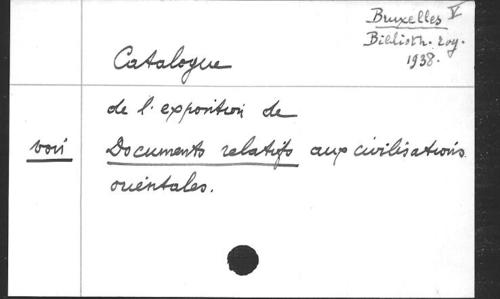 Bruxelles V
Biblioth. roy.
1938.
Catalogue
de l'exposition de
voir Documents relatifs aux civilisations
orientales.